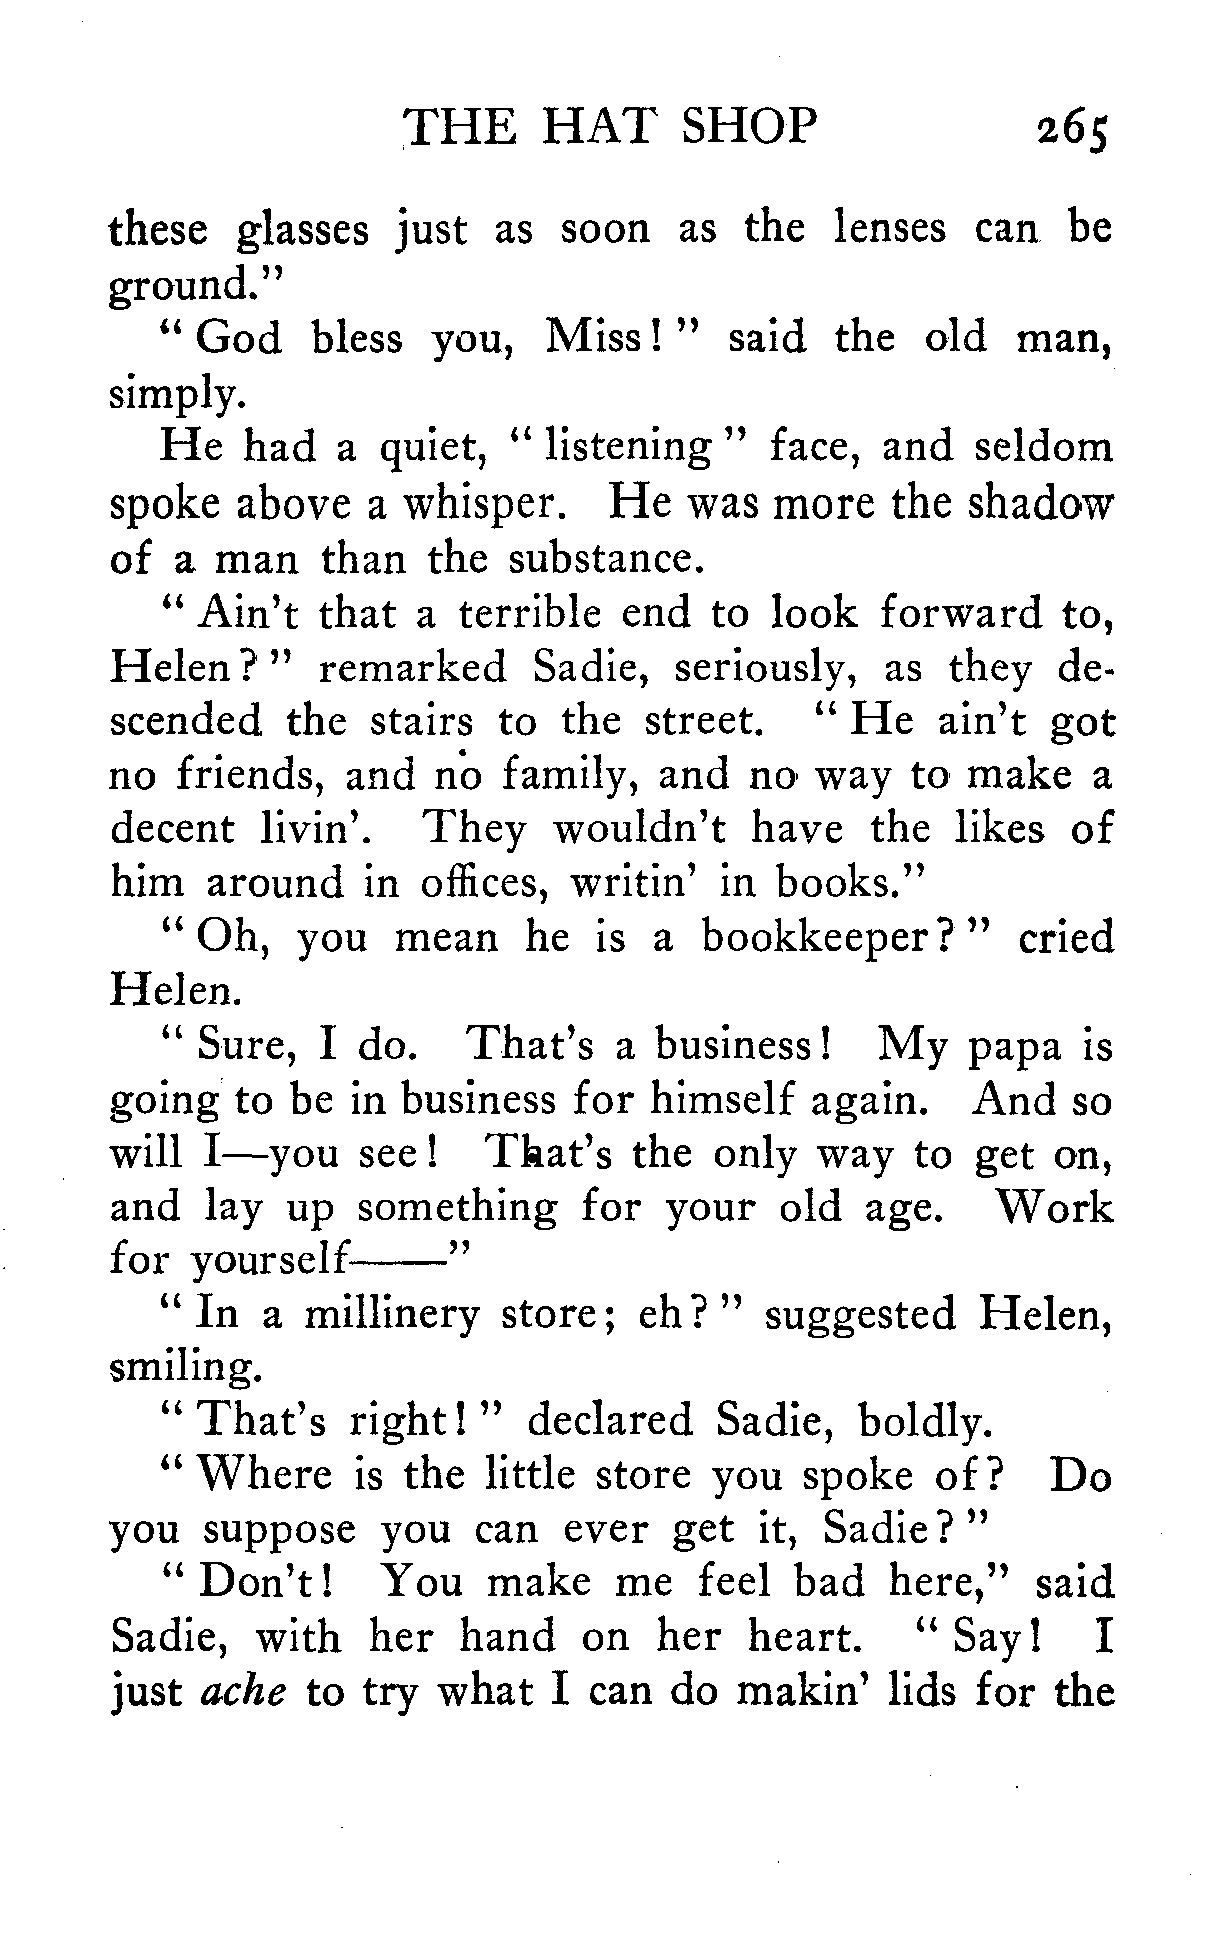 THE HAT SHOP 265
these glasses just as soon as the lenses can be
ground."
"God bless you, Miss!" said the old man,
simply.
He had a quiet, "listening" face, and seldom
spoke above a whisper. He was more the shadow
of a man than the substance.
"Ain't that a terrible end to look forward to,
Helen?" remarked Sadie, seriously, as they de-
scended the stairs to the street. "He ain't got
no friends, and no family, and no way to make a
decent livin'. They wouldn't have the likes of
him around in offices, writin' in books."
"Oh, you mean he is a bookkeeper?" cried
Helen.
"Sure, I do. That's a business! My papa is
going to be in business for himself again. And so
will I—you see! That's the only way to get on,
and lay up something for your old age. Work
for yourself——"
"In a millinery store; eh?" suggested Helen,
smiling.
"That's right!" declared Sadie, boldly.
"Where is the little store you spoke of? Do
you suppose you can ever get it, Sadie?"
"Don't! You make me feel bad here," said
Sadie, with her hand on her heart. "Say! I
just ache to try what I can do makin' lids for the